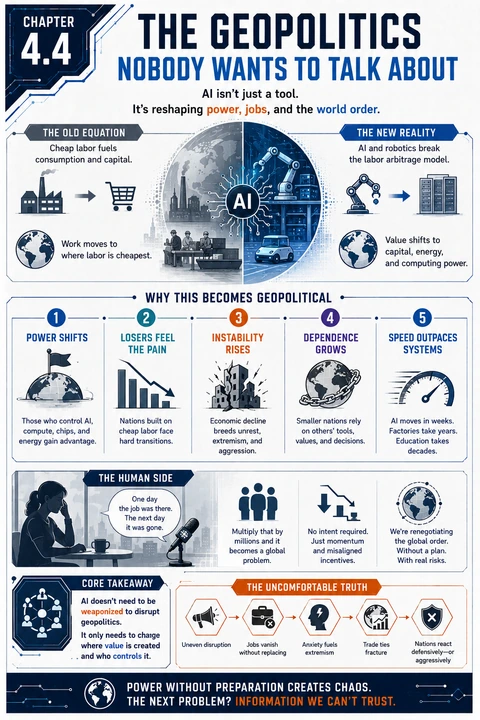 CHAPTER
4.4
THE GEOPOLITICS
NOBODY WANTS TO TALK ABOUT
AI isn't just a tool.
It's reshaping power, jobs, and the world order.
THE OLD EQUATION
Cheap labor fuels
consumption and capital.
Work moves to
where labor is cheapest.
AI
THE NEW REALITY
AI and robotics break
the labor arbitrage model.
Value shifts to
capital, energy,
and computing power.
WHY THIS BECOMES GEOPOLITICAL
1
POWER SHIFTS
Those who control AI,
compute, chips, and
energy gain advantage.
2
LOSERS FEEL
THE PAIN
Nations built on
cheap labor face
hard transitions.
3
INSTABILITY
RISES
Economic decline
breeds unrest,
extremism, and
aggression.
4
DEPENDENCE
GROWS
Smaller nations rely
on others' tools,
values, and decisions.
5
SPEED OUTPACES
SYSTEMS
AI moves in weeks.
Factories take years.
Education takes
decades.
THE HUMAN SIDE
One day
the job was there.
The next day
it was gone.
Multiply that by
millions and it
becomes a global
problem.
No intent required.
Just momentum
and misaligned
incentives.
We're renegotiating
the global order.
Without a plan.
With real risks.
CORE TAKEAWAY
AI doesn't need to be
weaponized to disrupt
geopolitics.
It only needs to change
where value is created
and who controls it.
THE UNCOMFORTABLE TRUTH
Uneven disruption
Jobs vanish
without replacing
Anxiety fuels
extremism
Trade ties
fracture
Nations react
defensively—or
aggressively
POWER WITHOUT PREPARATION CREATES CHAOS.
THE NEXT PROBLEM? INFORMATION WE CAN'T TRUST.